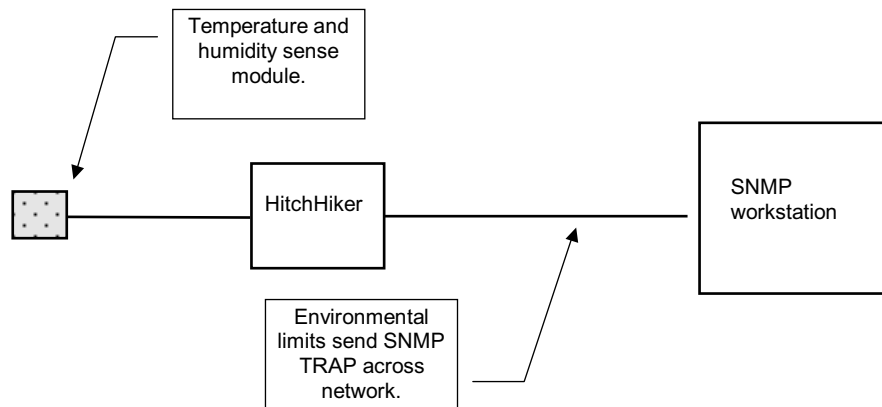 Temperature and
humidity sense
module.
HitchHiker
SNMP
workstation
Environmental
limits send SNMP
TRAP across
network.